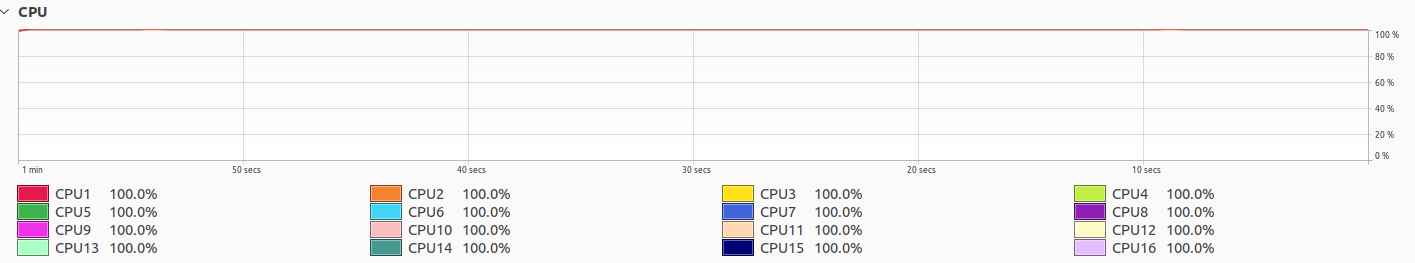 CPU
100 %
80 %
60 %
40 %
20 %
0 %
1 min 50 secs 40 secs 30 secs 20 secs 10 secs
CPU1 100.0% CPU2 100.0% CPU3 100.0% CPU4 100.0%
CPU5 100.0% CPU6 100.0% CPU7 100.0% CPU8 100.0%
CPU9 100.0% CPU10 100.0% CPU11 100.0% CPU12 100.0%
CPU13 100.0% CPU14 100.0% CPU15 100.0% CPU16 100.0%